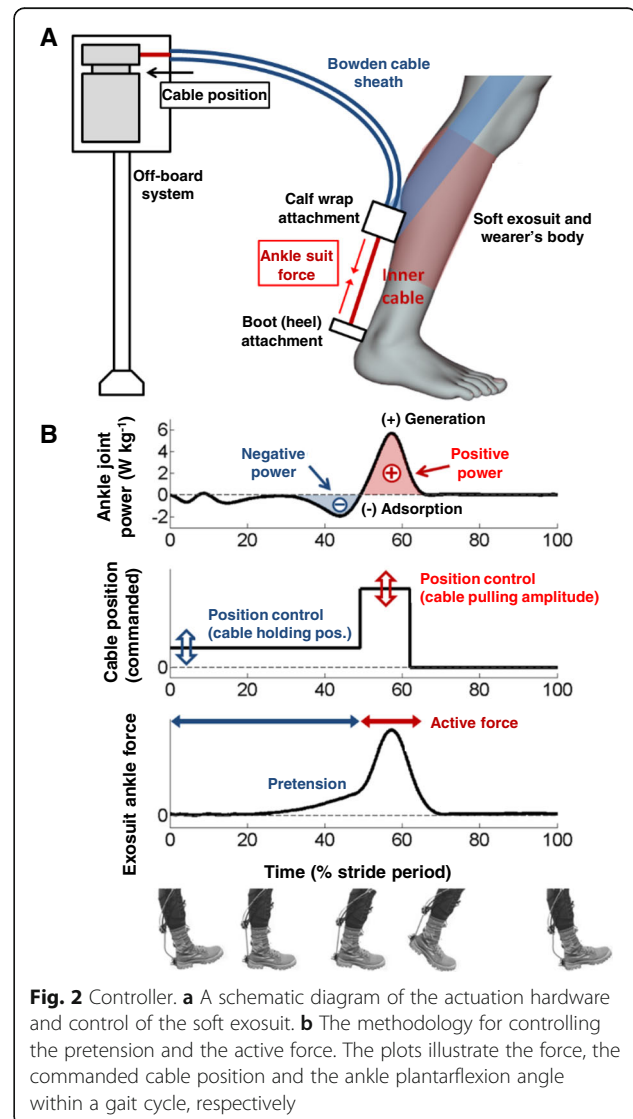 A
Bowden cable
sheath
Cable position
Off-board
system
Calf wrap
attachment
Soft exosuit and
wearer's body
Ankle suit
force
Inner
cable
Boot (heel)
attachment
B
(+) Generation
Negative
power
Positive
power
(-) Adsorption
Ankle joint
power (W kg⁻¹)
6
4
2
0
-2
0 20 40 60 80 100
Position control
(cable pulling amplitude)
Position control
(cable holding pos.)
Cable position
(commanded)
0
0 20 40 60 80 100
Active force
Pretension
Exosuit ankle force
0
0 20 40 60 80 100
Time (% stride period)
Fig. 2 Controller. a A schematic diagram of the actuation hardware
and control of the soft exosuit. b The methodology for controlling
the pretension and the active force. The plots illustrate the force, the
commanded cable position and the ankle plantarflexion angle
within a gait cycle, respectively